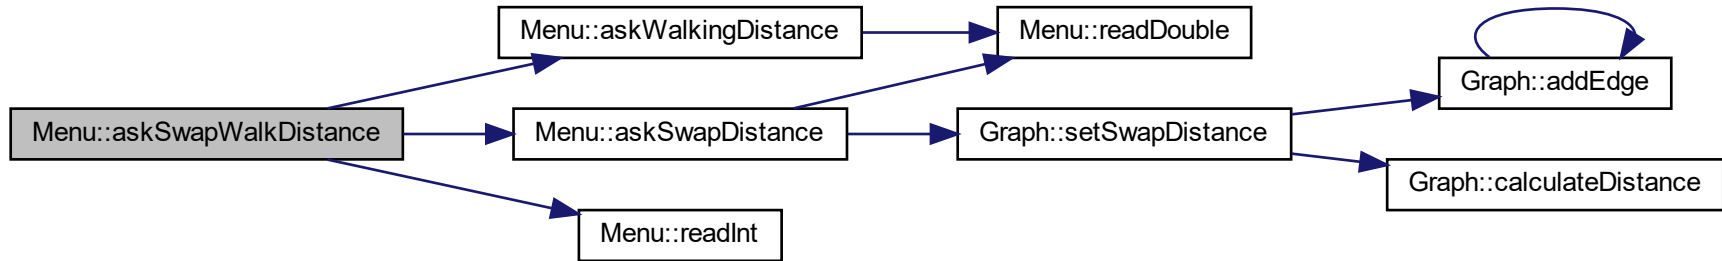 Menu::askWalkingDistance
Menu::readDouble
Graph::addEdge
Menu::askSwapWalkDistance
Menu::askSwapDistance
Graph::setSwapDistance
Graph::calculateDistance
Menu::readInt